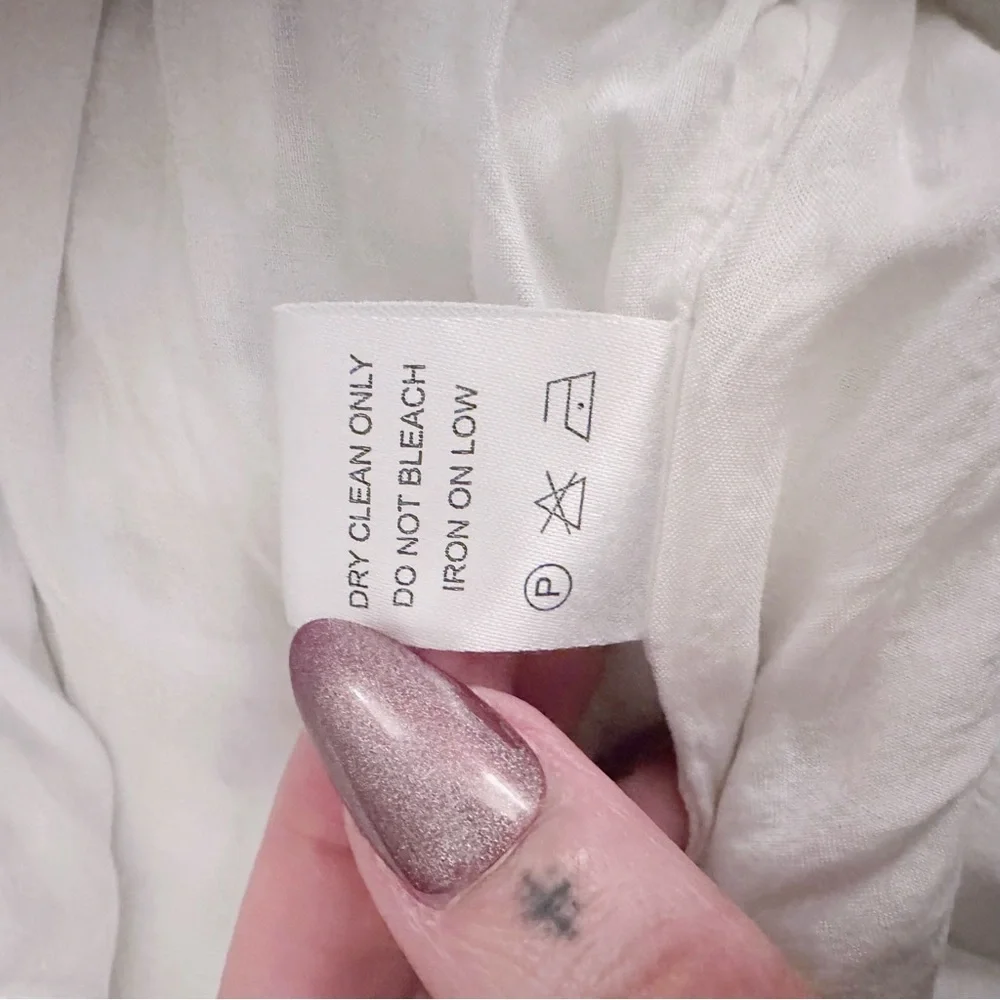 DRY CLEAN ONLY
DO NOT BLEACH
IRON ON LOW
P